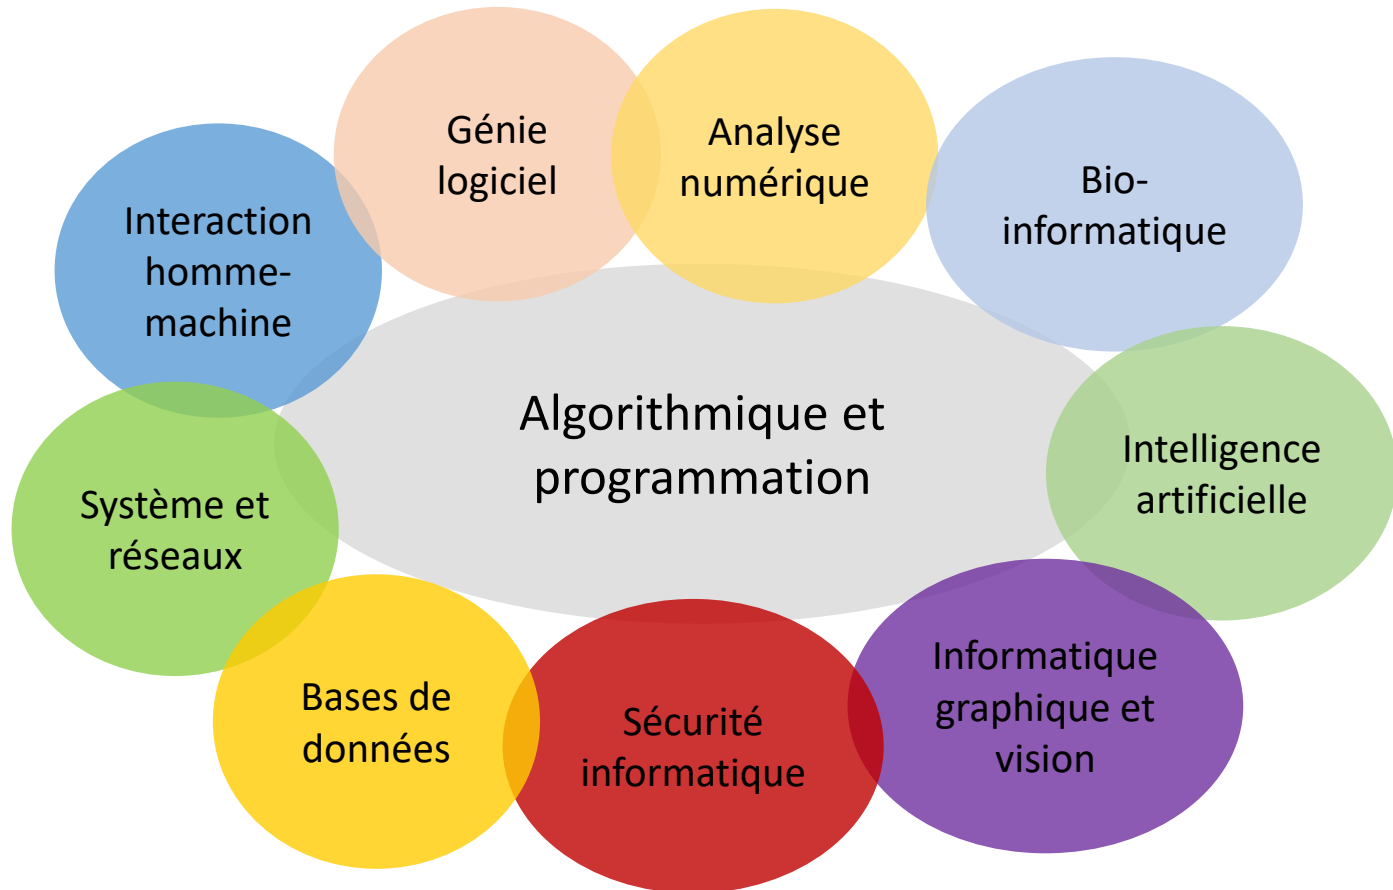 Génie
logiciel
Analyse
numérique
Bio-
informatique
Interaction
homme-
machine
Algorithmique et
programmation
Intelligence
artificielle
Système et
réseaux
Bases de
données
Sécurité
informatique
Informatique
graphique et
vision